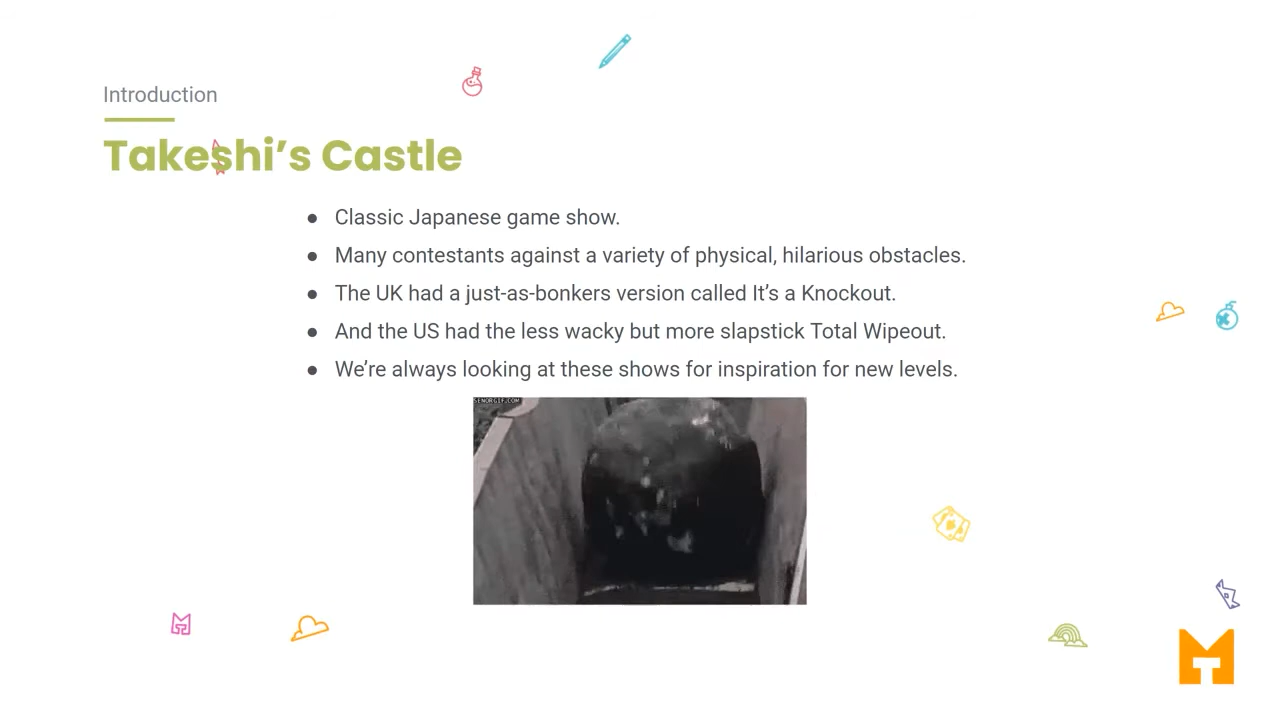 Introduction
Takeshi’s Castle
● Classic Japanese game show.
● Many contestants against a variety of physical, hilarious obstacles.
● The UK had a just-as-bonkers version called It’s a Knockout.
● And the US had the less wacky but more slapstick Total Wipeout.
● We’re always looking at these shows for inspiration for new levels.
SENORGIF.COM